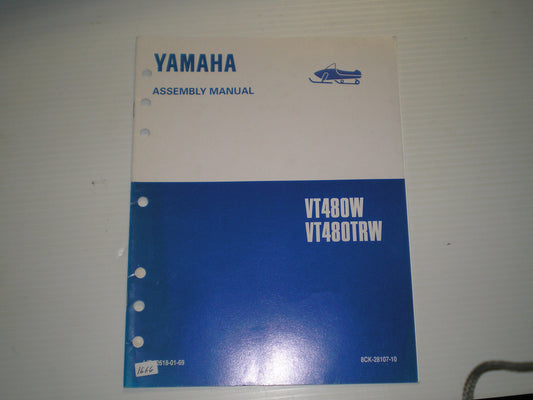 YAMAHA
ASSEMBLY MANUAL
VT480W
VT480TRW
8CK-28107-10
1666